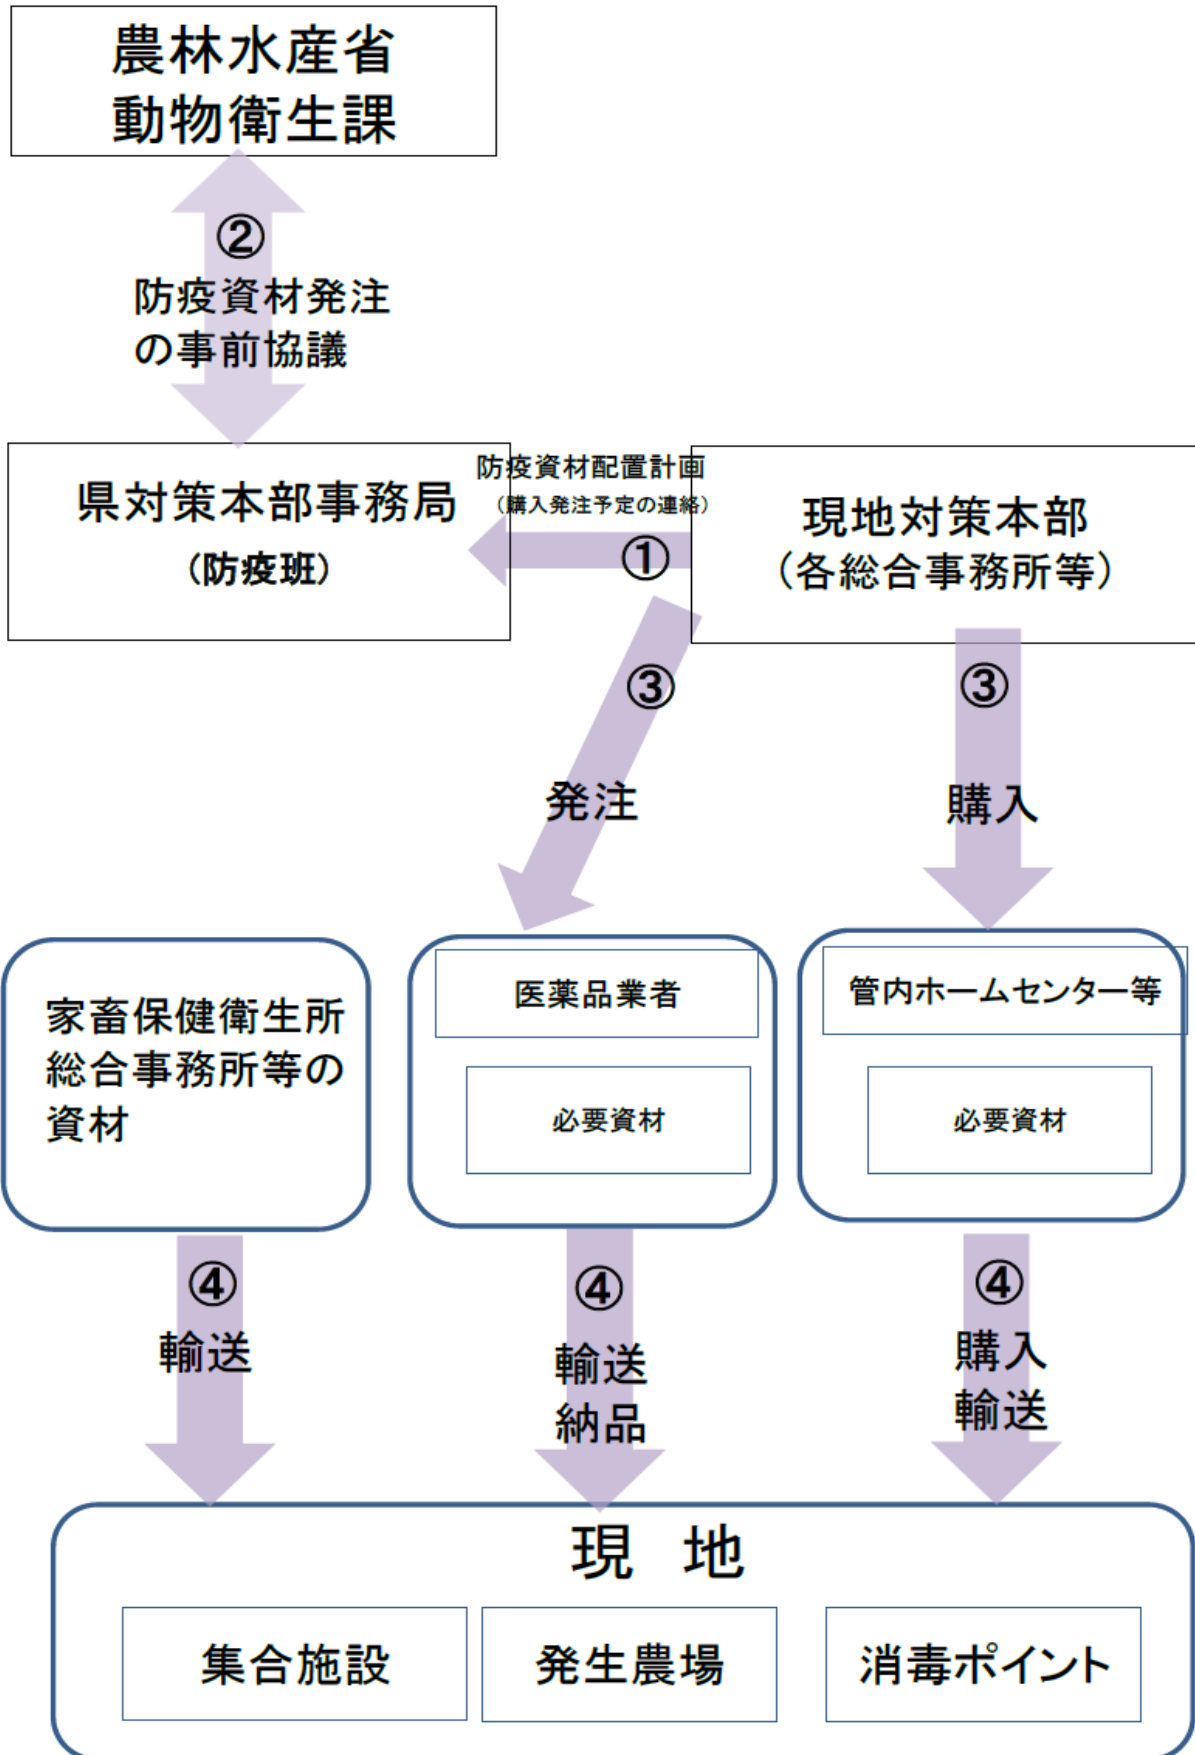 農林水産省
動物衛生課
②
防疫資材発注
の事前協議
県対策本部事務局
（防疫班）
防疫資材配置計画
（購入発注予定の連絡）
①
現地対策本部
（各総合事務所等）
③
発注
③
購入
家畜保健衛生所
総合事務所等の
資材
医薬品業者
必要資材
管内ホームセンター等
必要資材
④
輸送
④
輸送
納品
④
購入
輸送
現　地
集合施設
発生農場
消毒ポイント